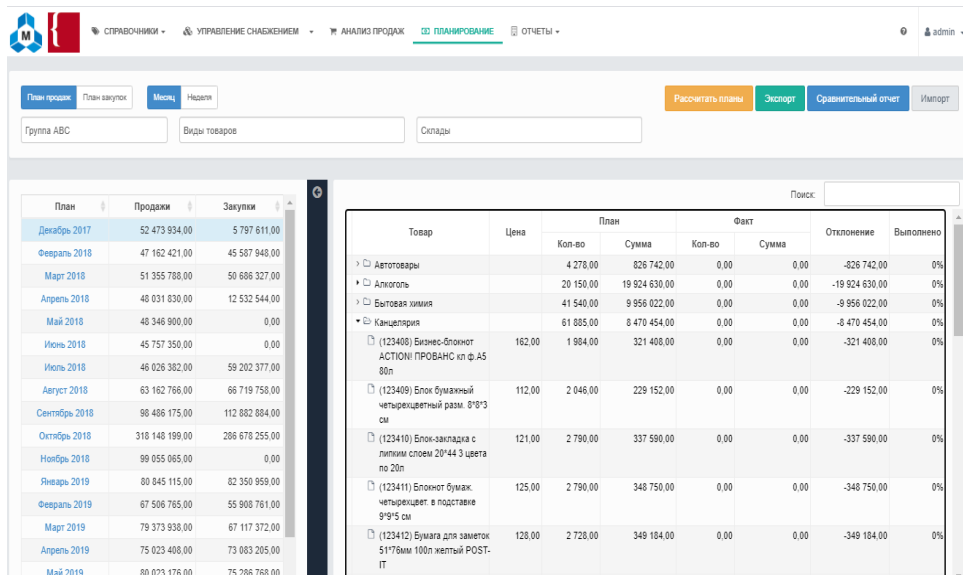 М
СПРАВОЧНИКИ УПРАВЛЕНИЕ СНАБЖЕНИЕМ АНАЛИЗ ПРОДАЖ ПЛАНИРОВАНИЕ ОТЧЕТЫ admin
План продаж План закупок Месяц Неделя Рассчитать планы Экспорт Сравнительный отчет Импорт
Группа ABC Виды товаров Склады
Поиск:
План Продажи Закупки
Декабрь 2017 52 473 934,00 5 797 611,00
Февраль 2018 47 162 421,00 45 587 948,00
Март 2018 51 355 788,00 50 686 327,00
Апрель 2018 48 031 830,00 12 532 544,00
Май 2018 48 346 900,00 0,00
Июнь 2018 45 757 350,00 0,00
Июль 2018 46 026 382,00 59 202 377,00
Август 2018 63 162 766,00 66 719 758,00
Сентябрь 2018 98 486 175,00 112 882 884,00
Октябрь 2018 318 148 199,00 286 678 255,00
Ноябрь 2018 99 055 065,00 0,00
Январь 2019 80 845 115,00 82 350 959,00
Февраль 2019 67 506 765,00 55 908 761,00
Март 2019 79 373 938,00 67 117 372,00
Апрель 2019 75 023 408,00 73 083 205,00
Май 2019 80 023 176,00 75 286 768,00
Товар Цена План Факт Отклонение Выполнено
Кол-во Сумма Кол-во Сумма
Автотовары 4 278,00 826 742,00 0,00 0,00 -826 742,00 0%
Алкоголь 20 150,00 19 924 630,00 0,00 0,00 -19 924 630,00 0%
Бытовая химия 41 540,00 9 956 022,00 0,00 0,00 -9 956 022,00 0%
Канцелярия 61 885,00 8 470 454,00 0,00 0,00 -8 470 454,00 0%
(123408) Бизнес-блокнот 162,00 1 984,00 321 408,00 0,00 0,00 -321 408,00 0%
ACTION! ПРОВАНС кл ф.А5
80л
(123409) Блок бумажный 112,00 2 046,00 229 152,00 0,00 0,00 -229 152,00 0%
четырехцветный разм. 8*8*3
см
(123410) Блок-закладка с 121,00 2 790,00 337 590,00 0,00 0,00 -337 590,00 0%
липким слоем 20*44 3 цвета
по 20л
(123411) Блокнот бумаж. 125,00 2 790,00 348 750,00 0,00 0,00 -348 750,00 0%
четырехцвет. в подставке
9*9*5 см
(123412) Бумага для заметок 128,00 2 728,00 349 184,00 0,00 0,00 -349 184,00 0%
51*76мм 100л желтый POST-
IT